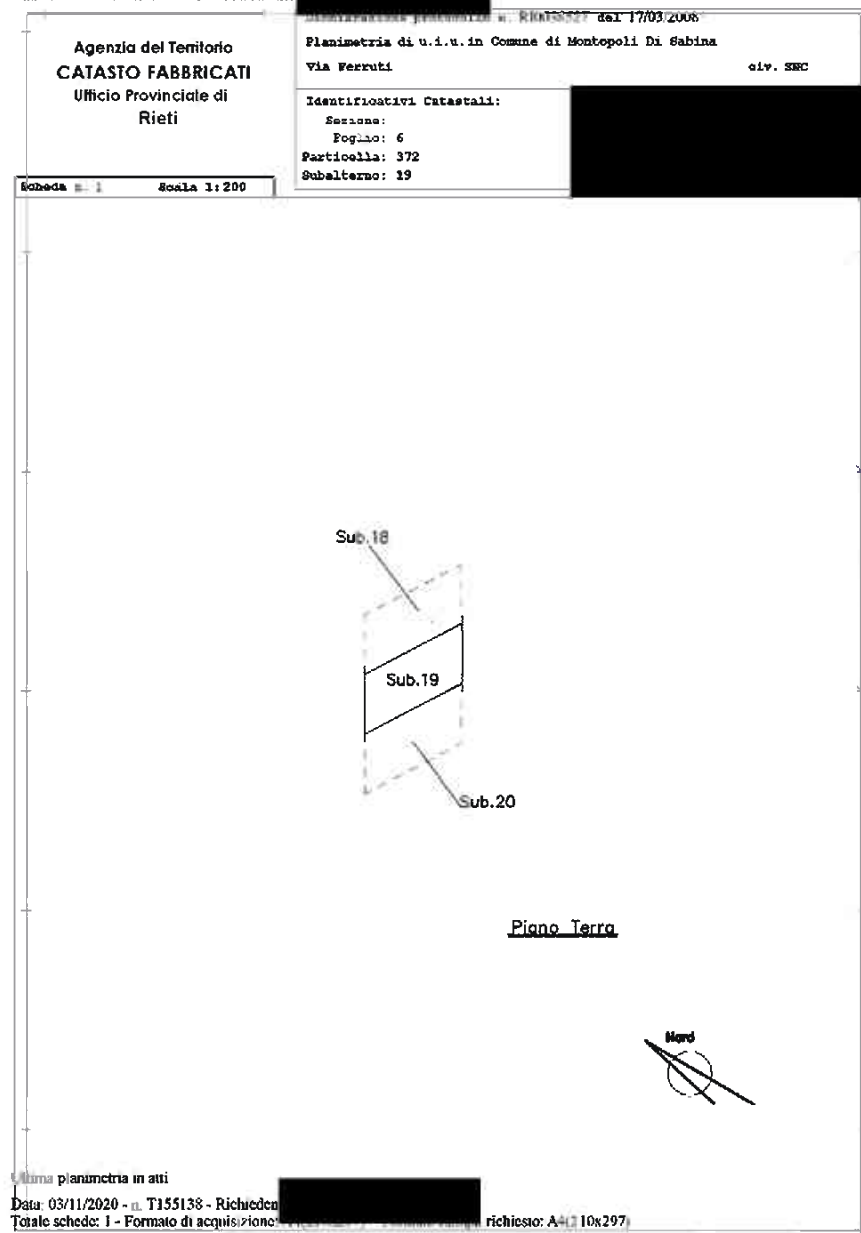 del 17/03/2008
Agenzia del Territorio
CATASTO FABBRICATI
Ufficio Provinciale di
Rieti
Planimetria di u.i.u. in Comune di Montopoli Di Sabina
Via Ferruti civ. SNC
Identificativi Catastali:
Sezione:
Foglio: 6
Particella: 372
Subalterno: 19
Scheda n. 1 Scala 1:200
Sub.18
Sub.19
Sub.20
Piano Terra
Nord
Ultima planimetria in atti
Data: 03/11/2020 - n. T155138 - Richieden
Totale schede: 1 - Formato di acquisizione: richiesto: A4(210x297)